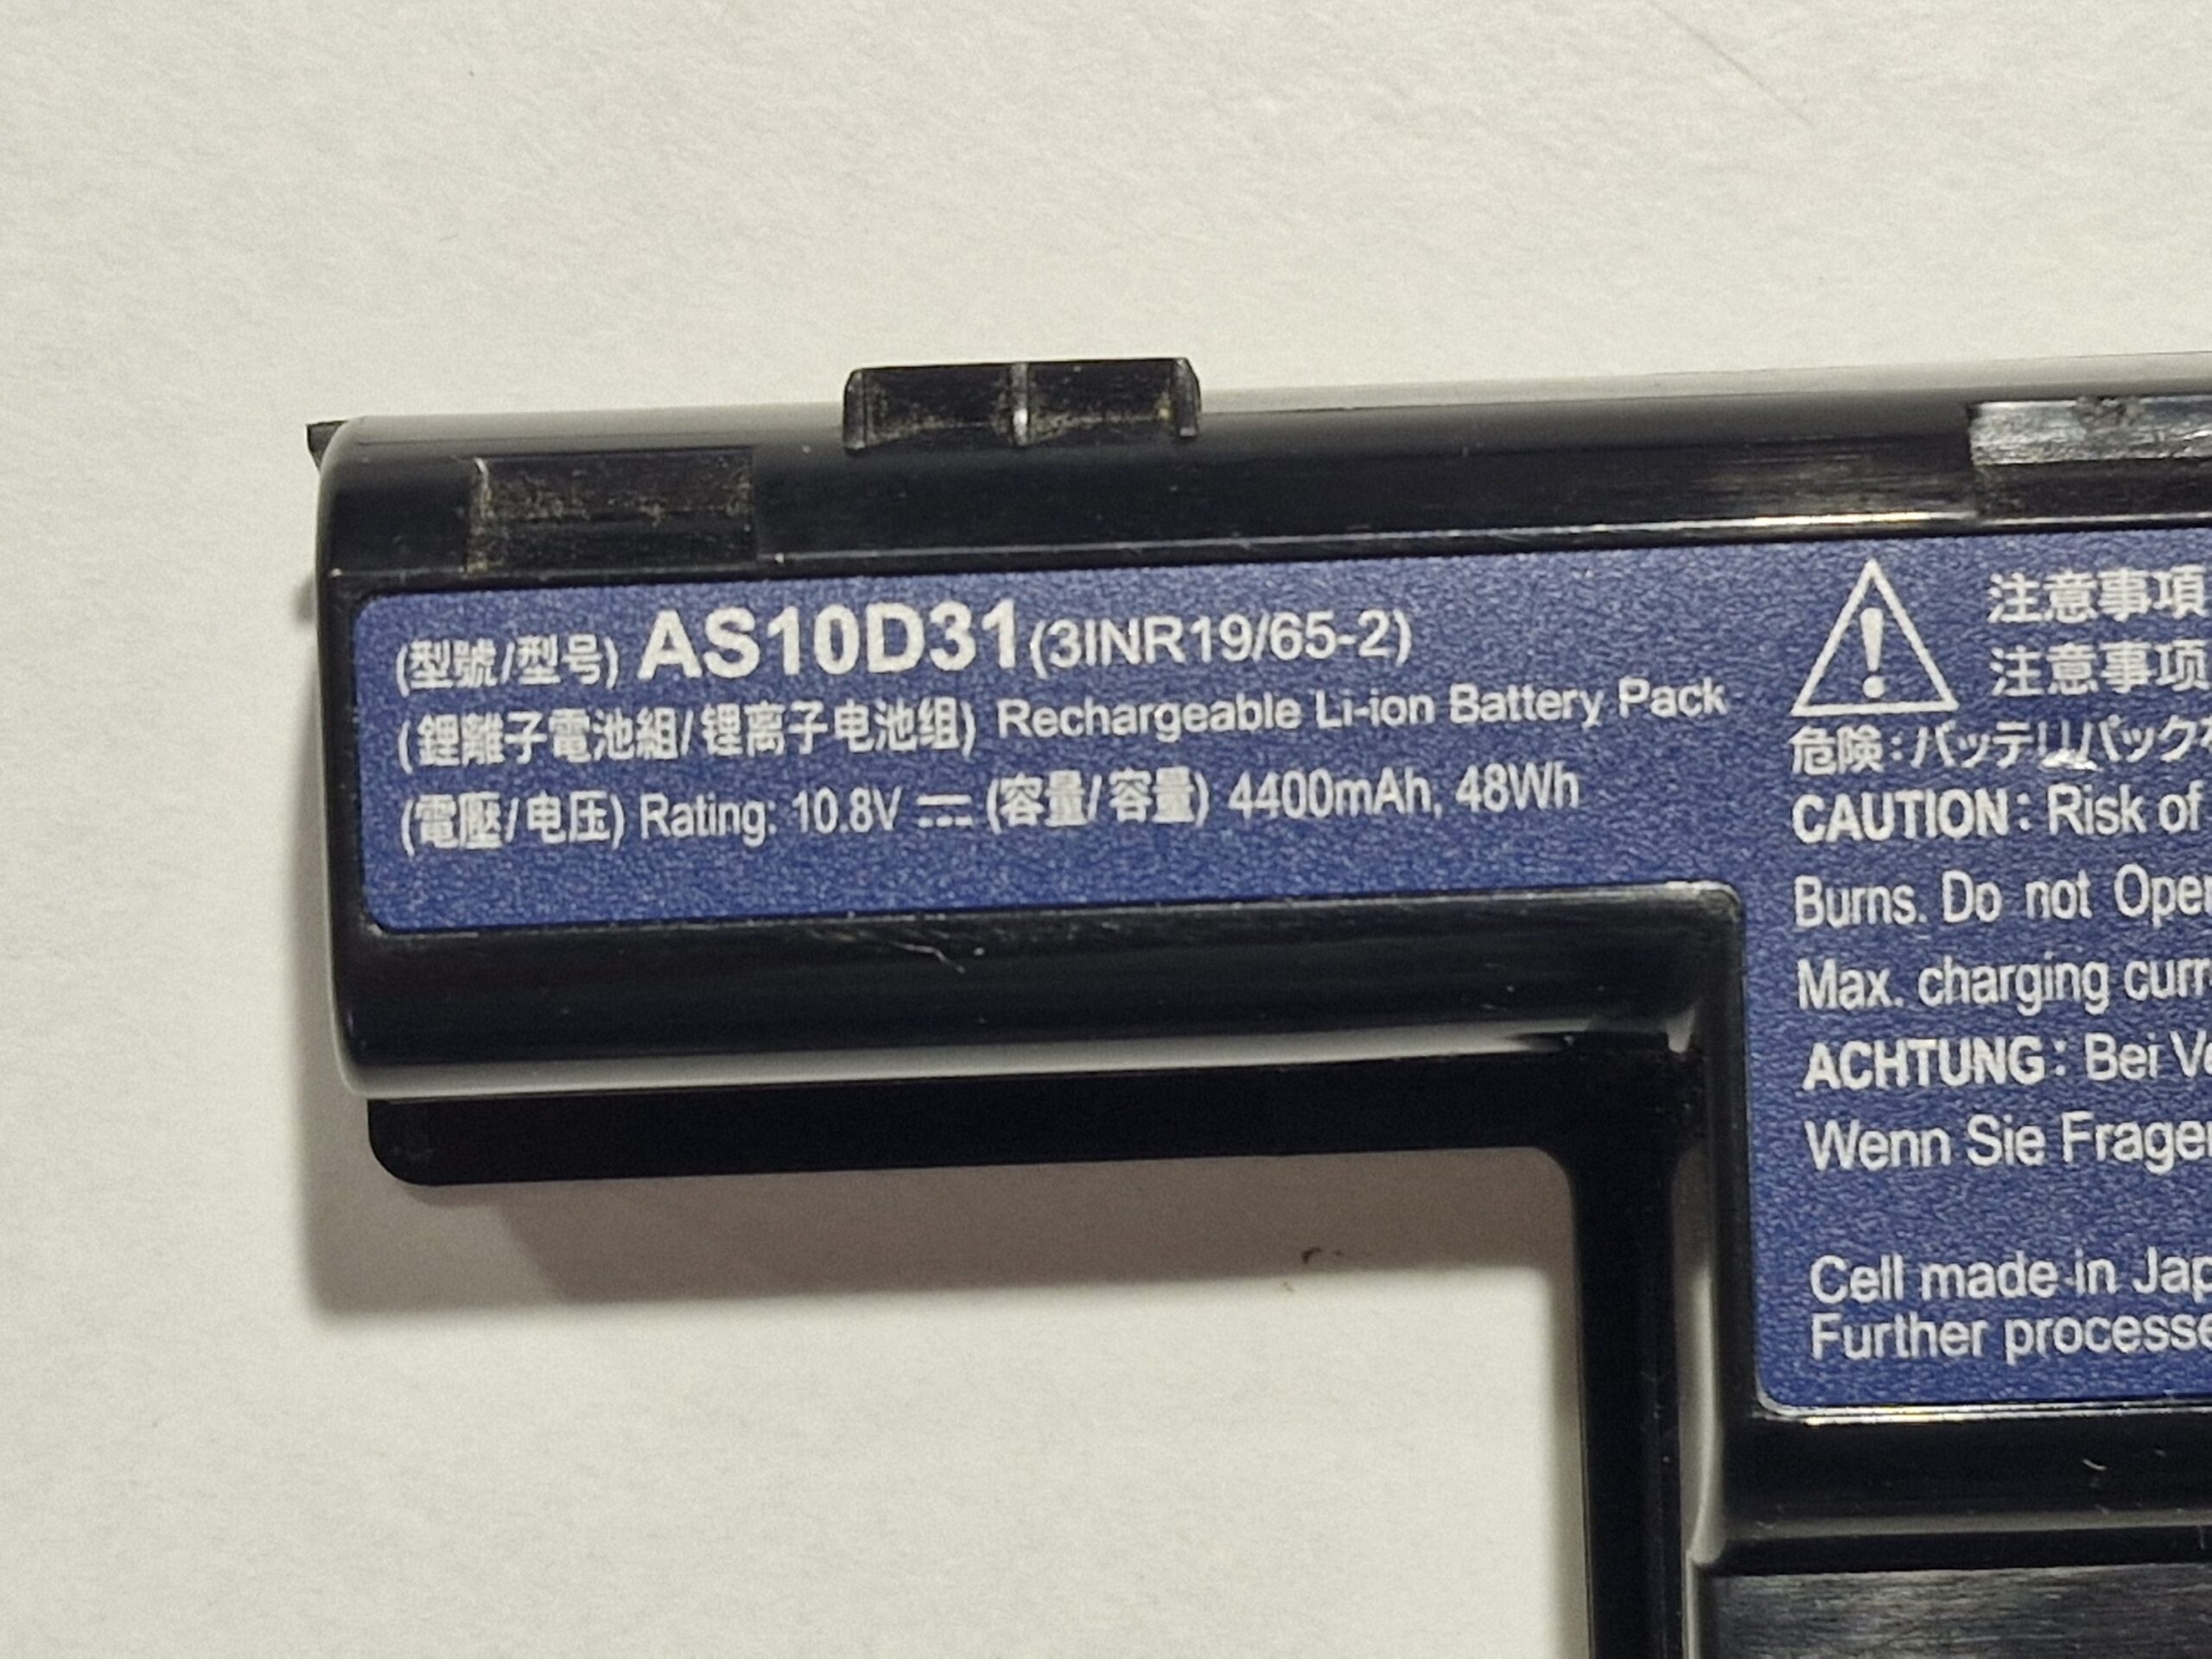 (型號/型号) AS10D31(3INR19/65-2)
(鋰離子電池組/锂离子电池组) Rechargeable Li-ion Battery Pack
(電壓/电压) Rating: 10.8V ⎓ (容量/容量) 4400mAh, 48Wh
注意事項
注意事项
危険:バッテリパック
CAUTION: Risk of
Burns. Do not
Max. charging
ACHTUNG: Bei
Wenn Sie
Cell made in
Further